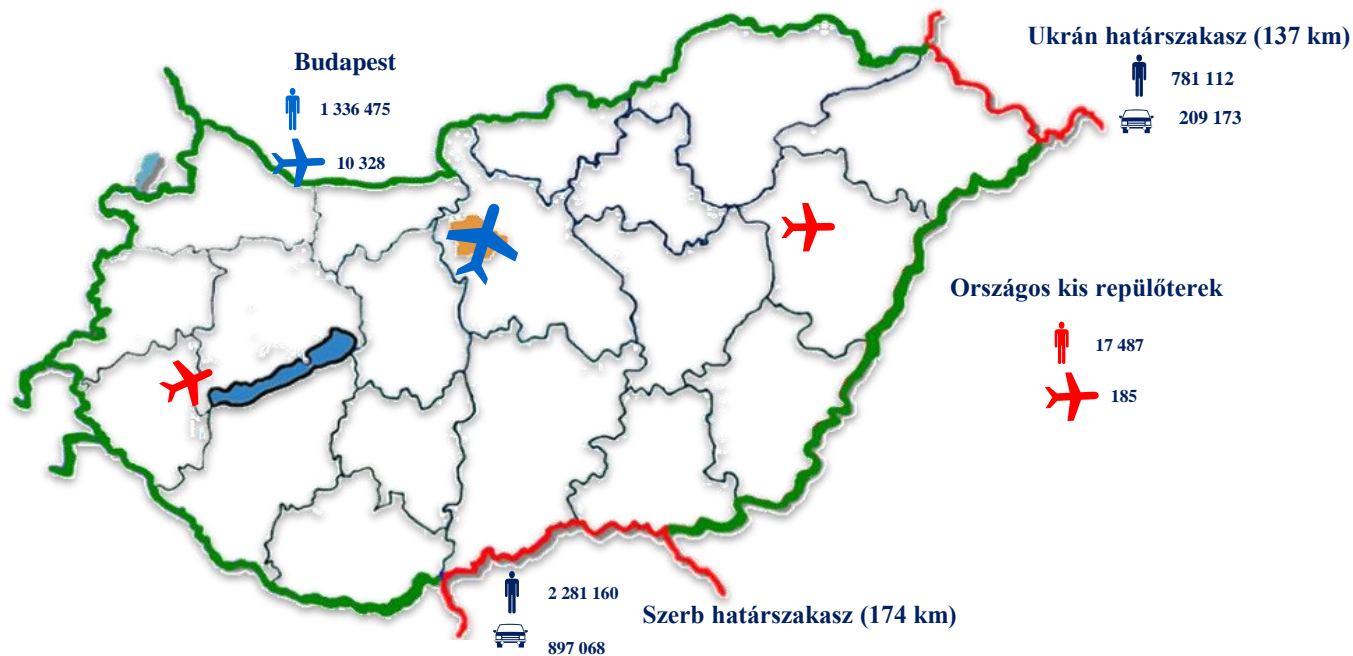 Budapest
1 336 475
10 328
Ukrán határszakasz (137 km)
781 112
209 173
Országos kis repülőterek
17 487
185
2 281 160
Szerb határszakasz (174 km)
897 068